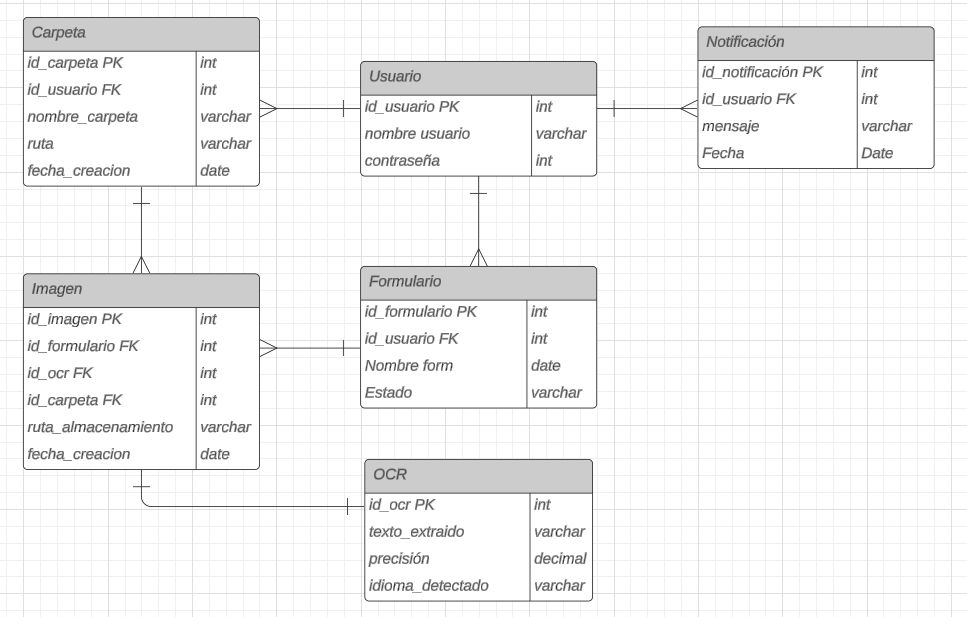 Carpeta
id_carpeta PK int
id_usuario FK int
nombre_carpeta varchar
ruta varchar
fecha_creacion date
Usuario
id_usuario PK int
nombre usuario varchar
contraseña int
Notificación
id_notificación PK int
id_usuario FK int
mensaje varchar
Fecha Date
Imagen
id_imagen PK int
id_formulario FK int
id_ocr FK int
id_carpeta FK int
ruta_almacenamiento varchar
fecha_creacion date
Formulario
id_formulario PK int
id_usuario FK int
Nombre form date
Estado varchar
OCR
id_ocr PK int
texto_extraido varchar
precisión decimal
idioma_detectado varchar